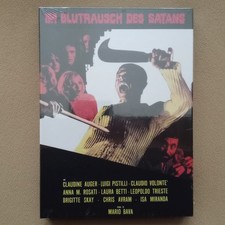 IM BLUTRAUSCH DES SATANS
CLAUDINE AUGER · LUIGI PISTILLI · CLAUDIO VOLONTE'
ANNA M. ROSATI · LAURA BETTI · LEOPOLDO TRIESTE
BRIGITTE SKAY · CHRIS AVRAM · ISA MIRANDA
MARIO BAVA